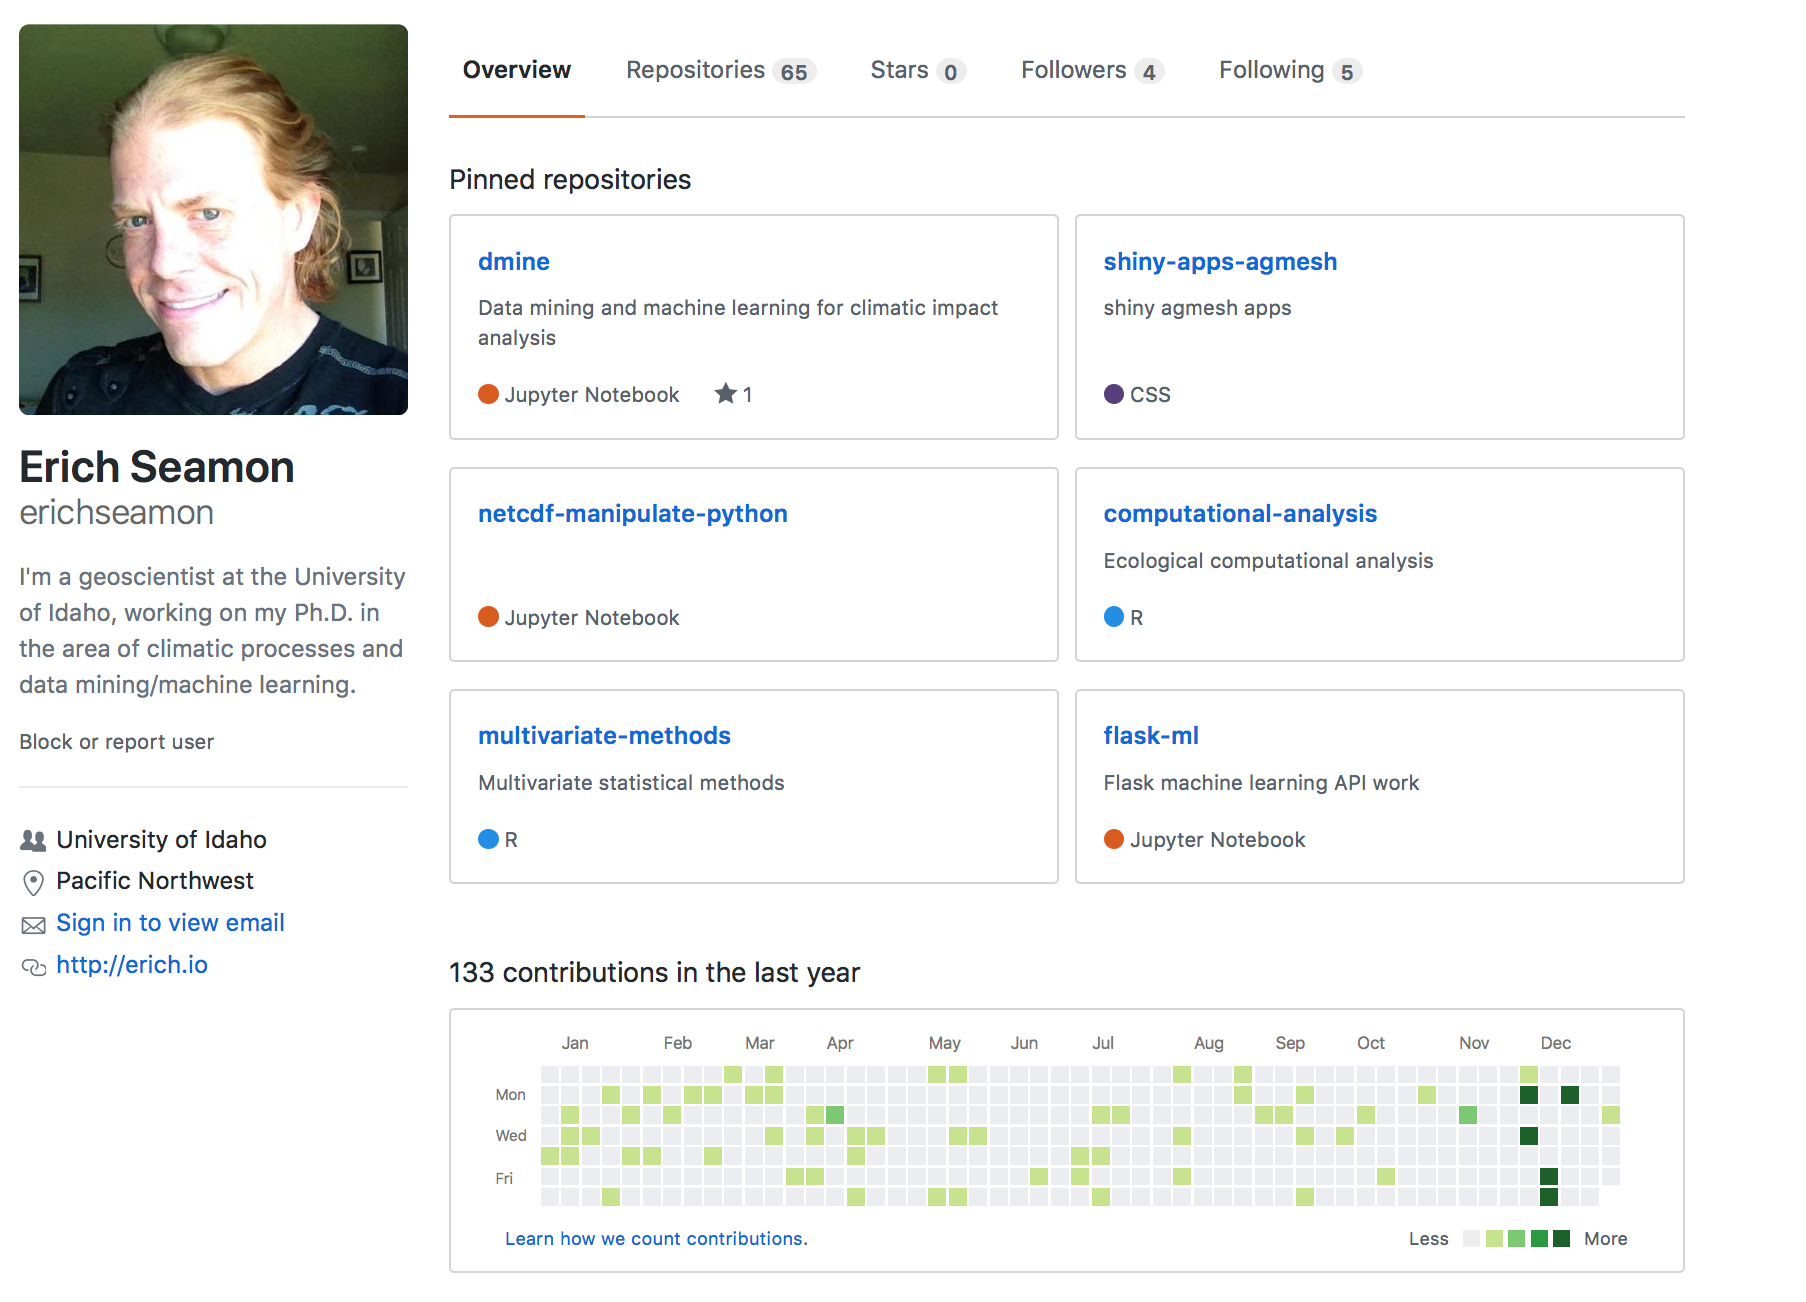 Overview Repositories 65 Stars 0 Followers 4 Following 5
Pinned repositories
dmine
Data mining and machine learning for climatic impact
analysis
Jupyter Notebook 1
shiny-apps-agmesh
shiny agmesh apps
CSS
netcdf-manipulate-python
Jupyter Notebook
computational-analysis
Ecological computational analysis
R
multivariate-methods
Multivariate statistical methods
R
flask-ml
Flask machine learning API work
Jupyter Notebook
Erich Seamon
erichseamon
I'm a geoscientist at the University
of Idaho, working on my Ph.D. in
the area of climatic processes and
data mining/machine learning.
Block or report user
University of Idaho
Pacific Northwest
Sign in to view email
http://erich.io
133 contributions in the last year
Jan Feb Mar Apr May Jun Jul Aug Sep Oct Nov Dec
Mon
Wed
Fri
Learn how we count contributions.
Less More